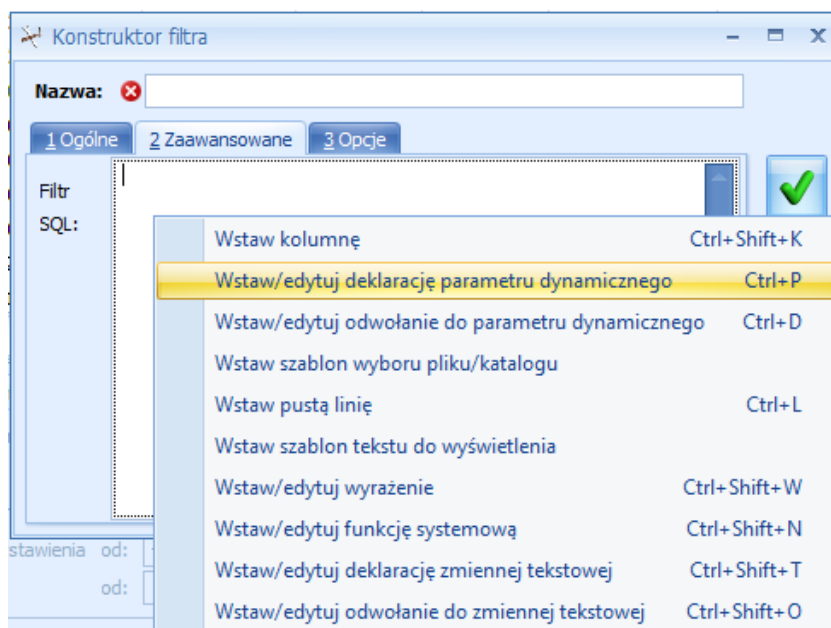 Konstruktor filtra
Nazwa:
1 Ogólne 2 Zaawansowane 3 Opcje
Filtr
SQL:
Wstaw kolumnę Ctrl+Shift+K
Wstaw/edytuj deklarację parametru dynamicznego Ctrl+P
Wstaw/edytuj odwołanie do parametru dynamicznego Ctrl+D
Wstaw szablon wyboru pliku/katalogu
Wstaw pustą linię Ctrl+L
Wstaw szablon tekstu do wyświetlenia
Wstaw/edytuj wyrażenie Ctrl+Shift+W
Wstaw/edytuj funkcję systemową Ctrl+Shift+N
stawienia od:
Wstaw/edytuj deklarację zmiennej tekstowej Ctrl+Shift+T
od:
Wstaw/edytuj odwołanie do zmiennej tekstowej Ctrl+Shift+O